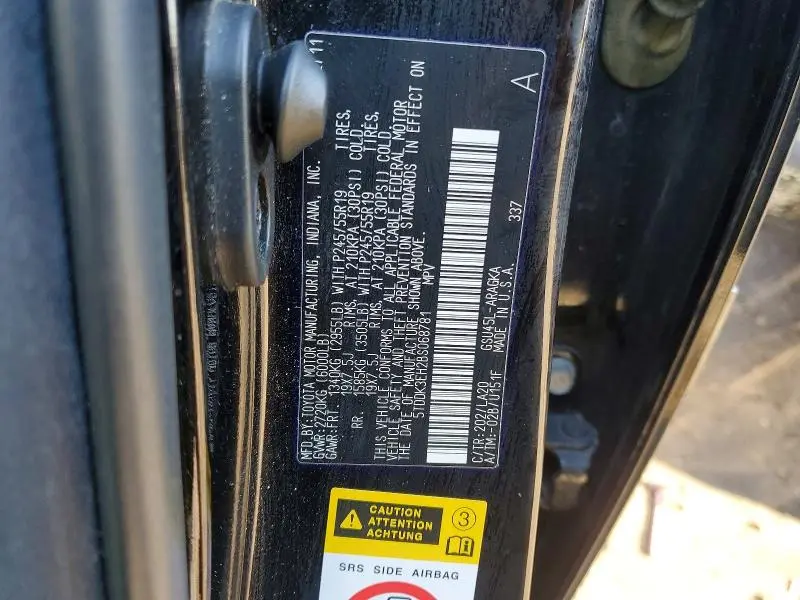 MFD.BY:TOYOTA MOTOR MANUFACTURING, INDIANA, INC. 11
GVWR:2720KG (6000LB)
GAWR:FRT. 1340KG (2955LB) WITH P245/55R19 TIRES,
19X7.5J RIMS, AT 210KPA (30PSI) COLD,
RR. 1585KG (3505LB) WITH P245/55R19 TIRES,
19X7.5J RIMS, AT 210KPA (30PSI) COLD,
THIS VEHICLE CONFORMS TO ALL APPLICABLE FEDERAL MOTOR
VEHICLE SAFETY AND THEFT PREVENTION STANDARDS IN EFFECT ON
THE DATE OF MANUFACTURE SHOWN ABOVE.
5TDDK3EH2BS068781 MPV
A
337
C/TR:202/LA20 GSU45L-ARAGKA
A/TM:-02B/U151F MADE IN U.S.A.
CAUTION
ATTENTION
ACHTUNG
3
SRS SIDE AIRBAG